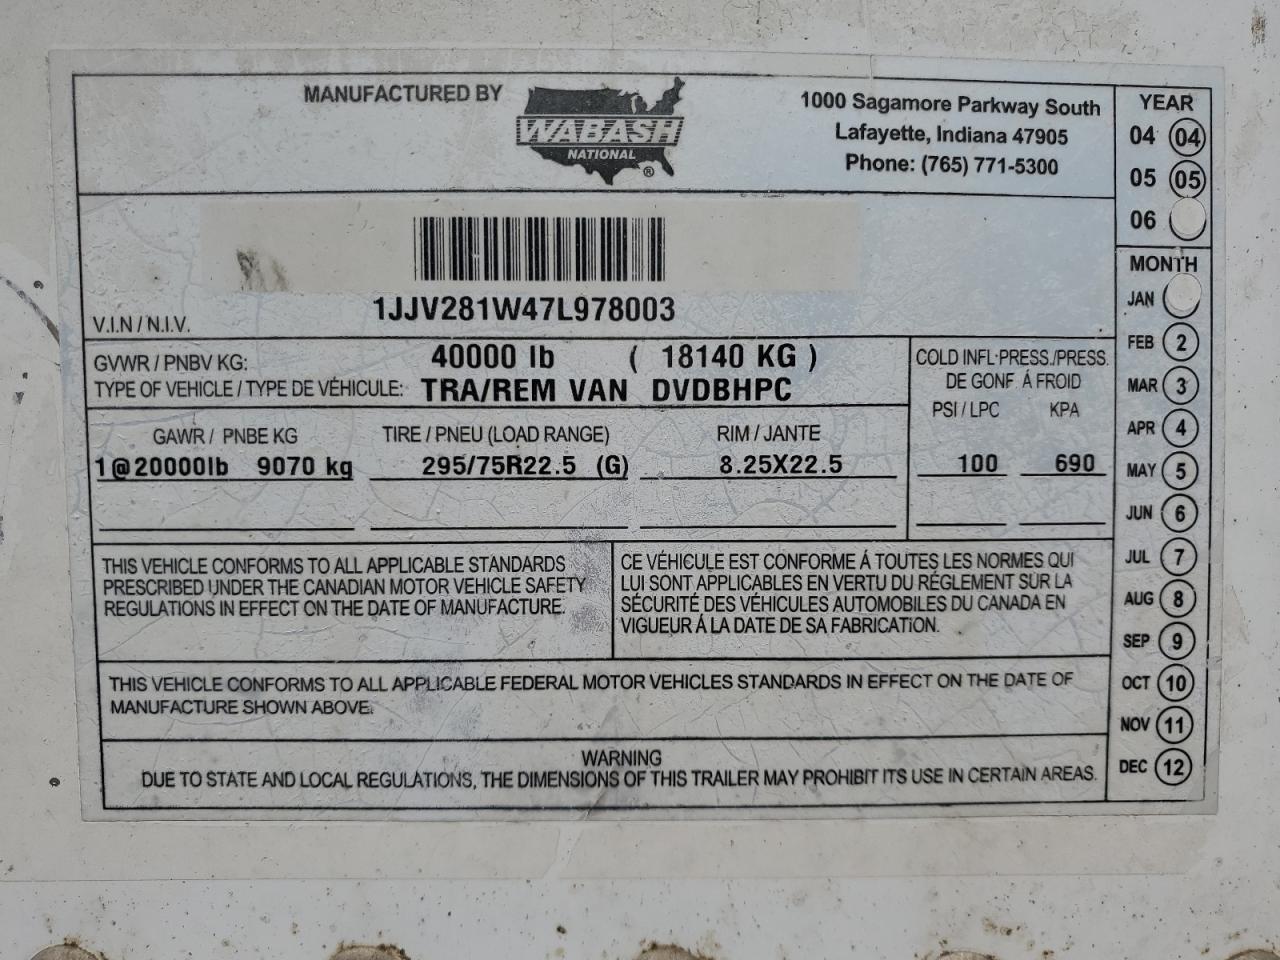 MANUFACTURED BY
WABASH
NATIONAL ®
1000 Sagamore Parkway South
Lafayette, Indiana 47905
Phone: (765) 771-5300
YEAR
04 04
05 05
06
MONTH
JAN
FEB 2
MAR 3
APR 4
MAY 5
JUN 6
JUL 7
AUG 8
SEP 9
OCT 10
NOV 11
DEC 12
1JJV281W47L978003
V.I.N / N.I.V.
GVWR / PNBV KG: 40000 lb ( 18140 KG )
TYPE OF VEHICLE / TYPE DE VÉHICULE: TRA/REM VAN DVDBHPC
COLD INFL·PRESS./PRESS.
DE GONF. Á FROID
PSI / LPC KPA
100 690
GAWR / PNBE KG TIRE / PNEU (LOAD RANGE) RIM / JANTE
1@20000lb 9070 kg 295/75R22.5 (G) 8.25X22.5
THIS VEHICLE CONFORMS TO ALL APPLICABLE STANDARDS
PRESCRIBED UNDER THE CANADIAN MOTOR VEHICLE SAFETY
REGULATIONS IN EFFECT ON THE DATE OF MANUFACTURE.
CE VÉHICULE EST CONFORME Á TOUTES LES NORMES QUI
LUI SONT APPLICABLES EN VERTU DU RÉGLEMENT SUR LA
SÉCURITÉ DES VÉHICULES AUTOMOBILES DU CANADA EN
VIGUEUR Á LA DATE DE SA FABRICATION.
THIS VEHICLE CONFORMS TO ALL APPLICABLE FEDERAL MOTOR VEHICLES STANDARDS IN EFFECT ON THE DATE OF
MANUFACTURE SHOWN ABOVE.
WARNING
DUE TO STATE AND LOCAL REGULATIONS, THE DIMENSIONS OF THIS TRAILER MAY PROHIBIT ITS USE IN CERTAIN AREAS.